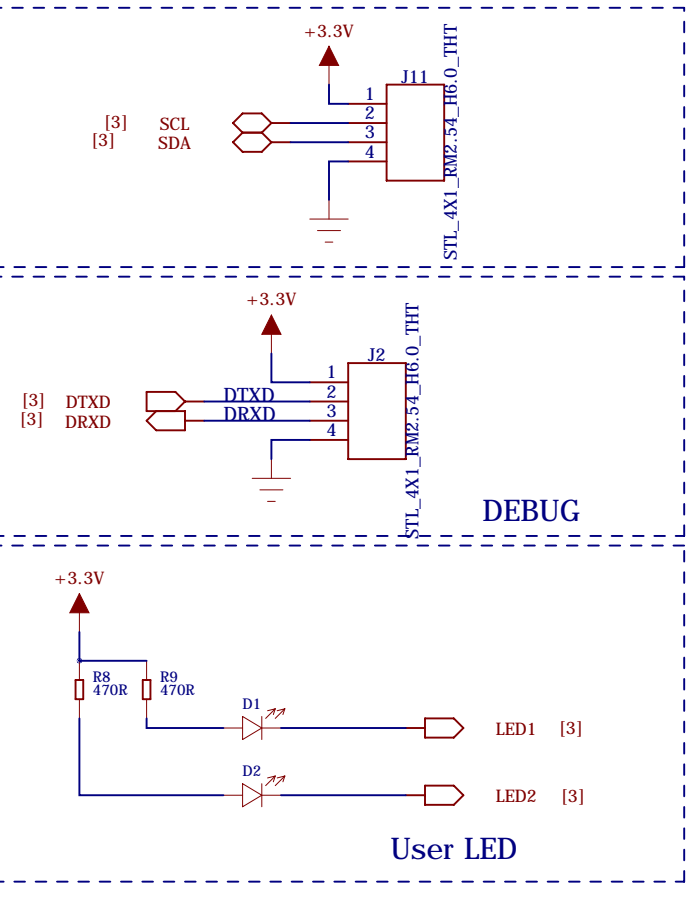 +3.3V
J11
STL_4X1_RM2.54_H6.0_THT
1
2
3
4
[3] SCL
[3] SDA
+3.3V
J2
STL_4X1_RM2.54_H6.0_THT
1
2
3
4
[3] DTXD DTXD
[3] DRXD DRXD
DEBUG
+3.3V
R8 R9
470R 470R
D1
LED1 [3]
D2
LED2 [3]
User LED